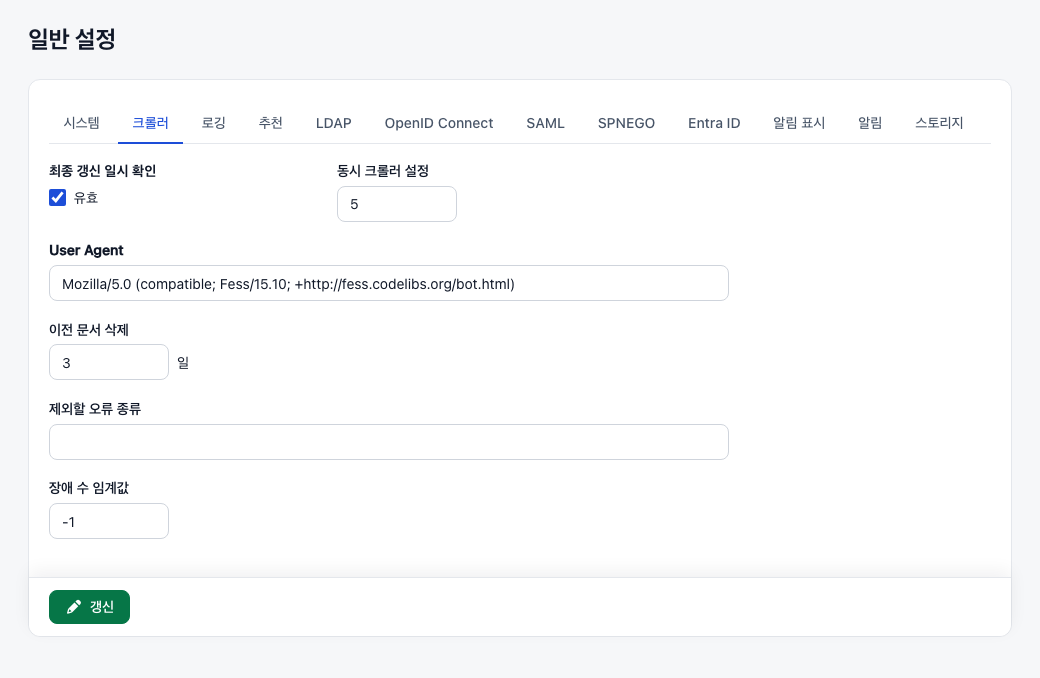 일반 설정
시스템 크롤러 로깅 추천 LDAP OpenID Connect SAML SPNEGO Entra ID 알림 표시 알림 스토리지
최종 갱신 일시 확인 동시 크롤러 설정
유효 5
User Agent
Mozilla/5.0 (compatible; Fess/15.10; +http://fess.codelibs.org/bot.html)
이전 문서 삭제
3 일
제외할 오류 종류
장애 수 임계값
-1
갱신